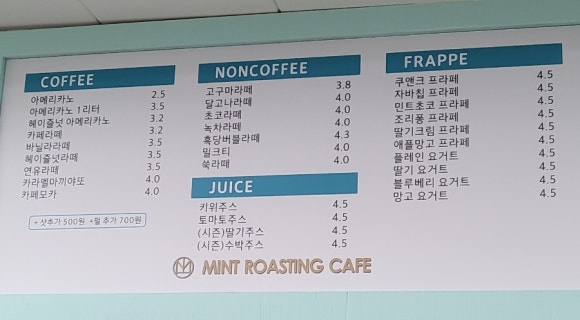 COFFEE
아메리카노 2.5
아메리카노 1리터 3.5
헤이즐넛 아메리카노 3.2
카페라떼 3.2
바닐라라떼 3.5
헤이즐넛라떼 3.5
연유라떼 3.5
카라멜마끼야또 4.0
카페모카 4.0
+ 샷추가 500원 +펄 추가 700원
NONCOFFEE
고구마라떼 3.8
달고나라떼 4.0
초코라떼 4.0
녹차라떼 4.0
흑당버블라떼 4.3
밀크티 4.0
쑥라떼 4.0
JUICE
키위주스 4.5
토마토주스 4.5
(시즌)딸기주스 4.5
(시즌)수박주스 4.5
FRAPPE
쿠앤크 프라페 4.5
자바칩 프라페 4.5
민트초코 프라페 4.5
조리퐁 프라페 4.5
딸기크림 프라페 4.5
애플망고 프라페 4.5
플레인 요거트 4.5
딸기 요거트 4.5
블루베리 요거트 4.5
망고 요거트 4.5
MINT ROASTING CAFE